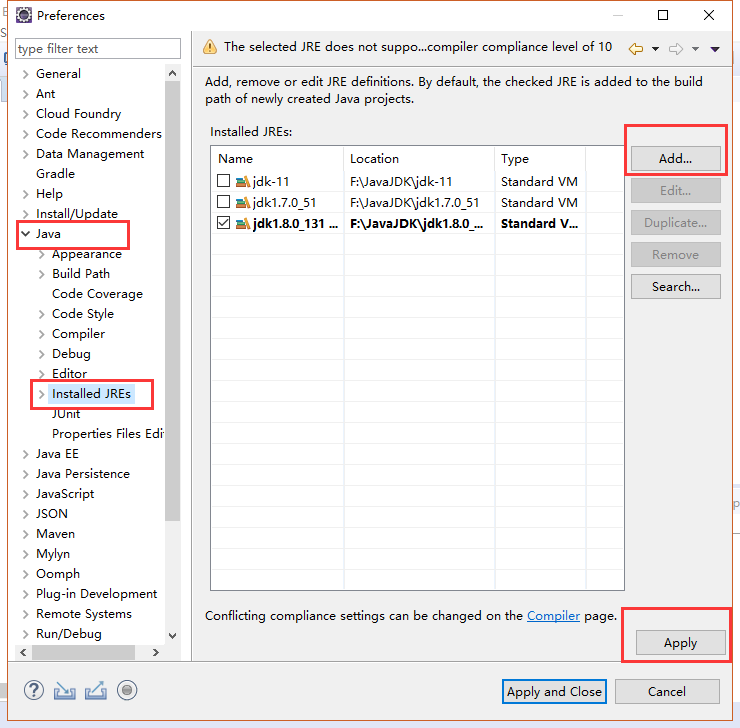 Preferences
type filter text
General
Ant
Cloud Foundry
Code Recommenders
Data Management
Gradle
Help
Install/Update
Java
Appearance
Build Path
Code Coverage
Code Style
Compiler
Debug
Editor
Installed JREs
JUnit
Properties Files Edi
Java EE
Java Persistence
JavaScript
JSON
Maven
Mylyn
Oomph
Plug-in Development
Remote Systems
Run/Debug
The selected JRE does not suppo...compiler compliance level of 10
Add, remove or edit JRE definitions. By default, the checked JRE is added to the build
path of newly created Java projects.
Installed JREs:
Name Location Type
jdk-11 F:\JavaJDK\jdk-11 Standard VM
jdk1.7.0_51 F:\JavaJDK\jdk1.7.0_51 Standard VM
jdk1.8.0_131 ... F:\JavaJDK\jdk1.8.0_... Standard V...
Add...
Edit...
Duplicate...
Remove
Search...
Conflicting compliance settings can be changed on the Compiler page.
Apply
Apply and Close
Cancel